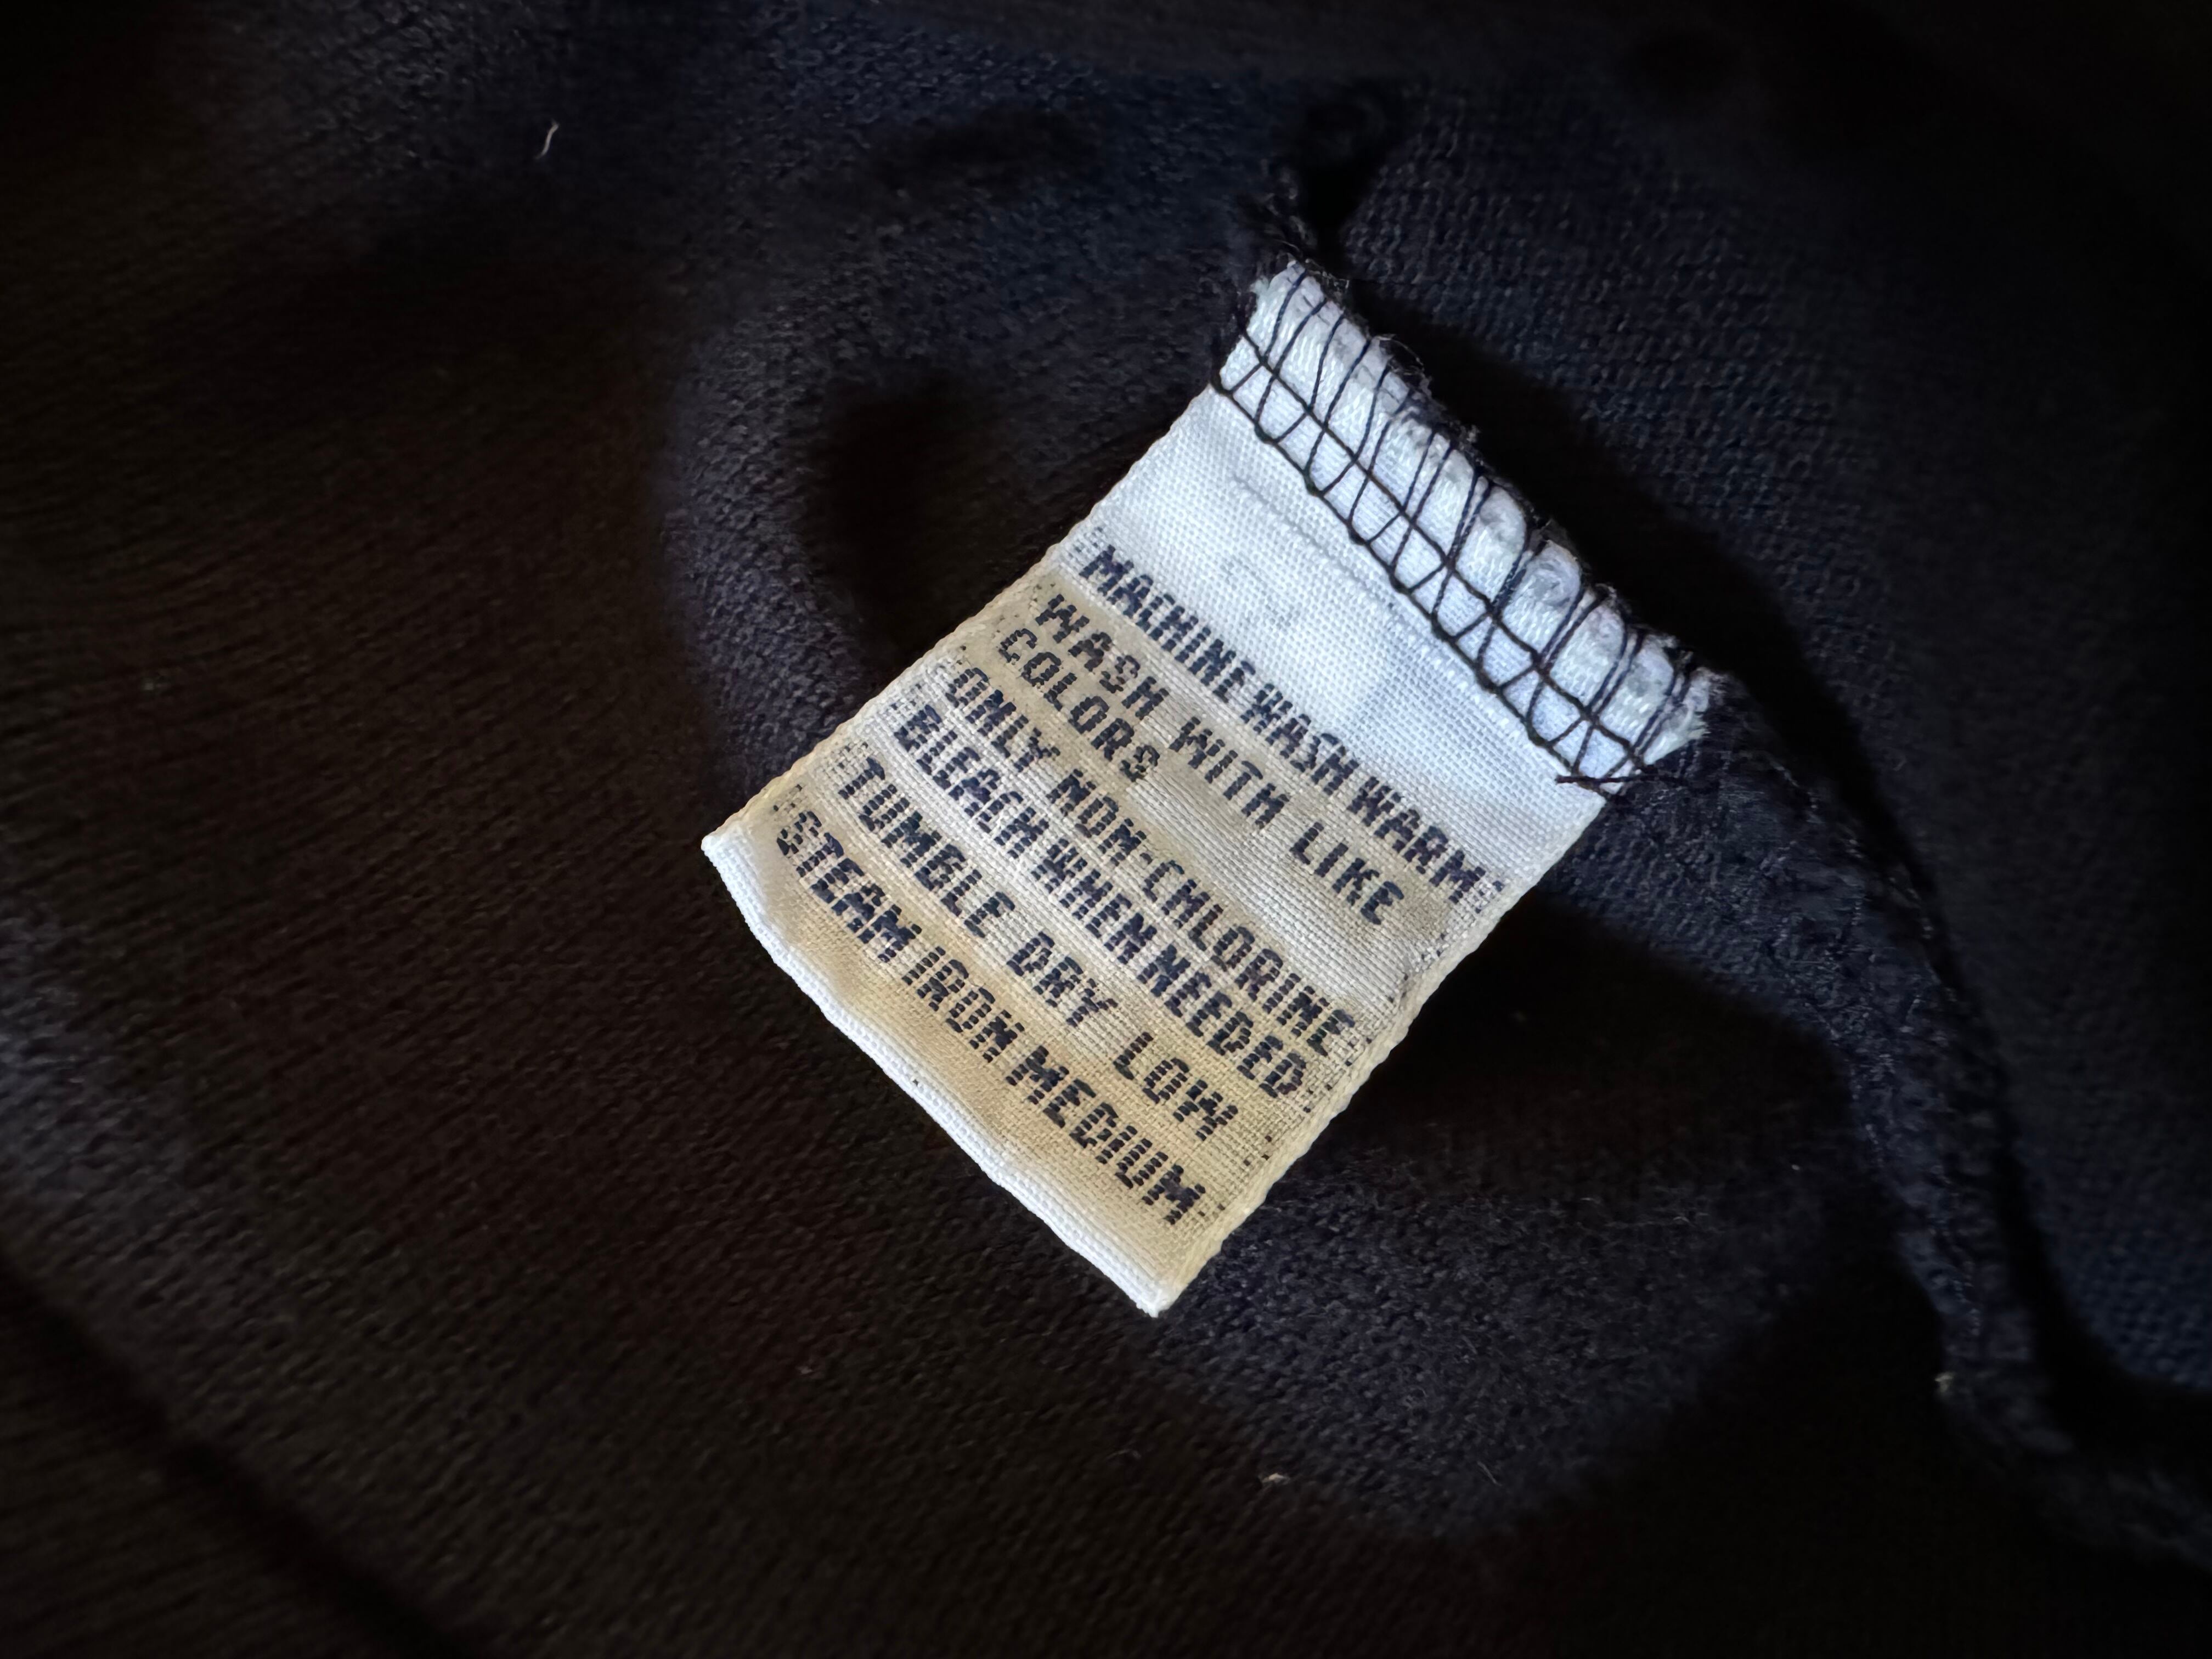 MACHINE WASH WARM
WASH WITH LIKE
COLORS
ONLY NON-CHLORINE
BLEACH WHEN NEEDED
TUMBLE DRY LOW
STEAM IRON MEDIUM